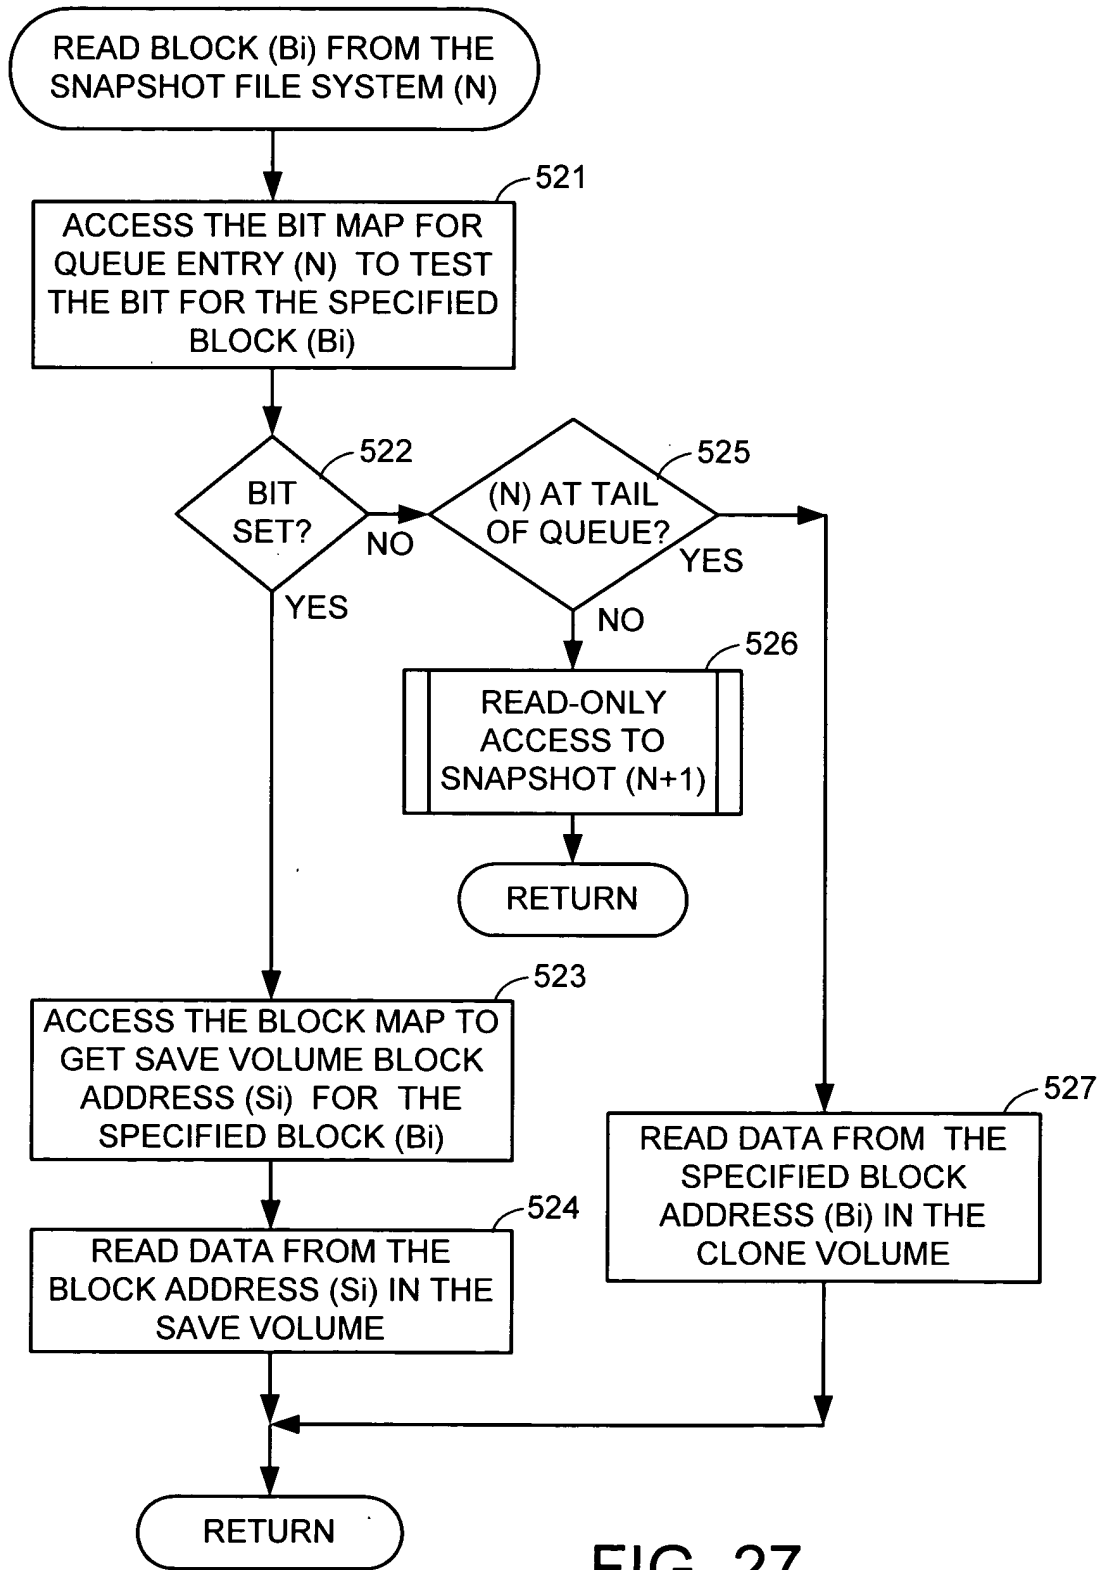 READ BLOCK (Bi) FROM THE
SNAPSHOT FILE SYSTEM (N)
521
ACCESS THE BIT MAP FOR
QUEUE ENTRY (N) TO TEST
THE BIT FOR THE SPECIFIED
BLOCK (Bi)
522
BIT
SET?
NO
YES
525
(N) AT TAIL
OF QUEUE?
YES
NO
526
READ-ONLY
ACCESS TO
SNAPSHOT (N+1)
RETURN
523
ACCESS THE BLOCK MAP TO
GET SAVE VOLUME BLOCK
ADDRESS (Si) FOR THE
SPECIFIED BLOCK (Bi)
524
READ DATA FROM THE
BLOCK ADDRESS (Si) IN THE
SAVE VOLUME
527
READ DATA FROM THE
SPECIFIED BLOCK
ADDRESS (Bi) IN THE
CLONE VOLUME
RETURN
FIG. 27